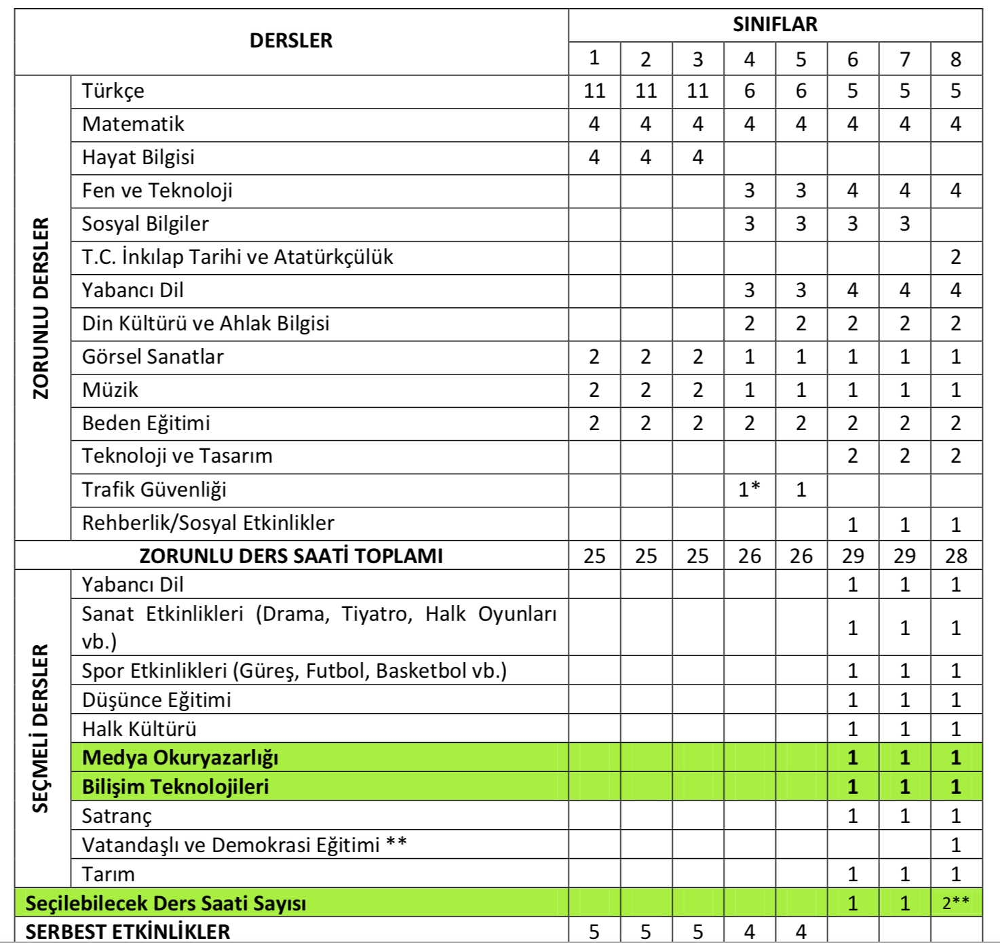 DERSLER SINIFLAR
1 2 3 4 5 6 7 8
ZORUNLU DERSLER
Türkçe 11 11 11 6 6 5 5 5
Matematik 4 4 4 4 4 4 4 4
Hayat Bilgisi 4 4 4
Fen ve Teknoloji 3 3 4 4 4
Sosyal Bilgiler 3 3 3 3
T.C. İnkılap Tarihi ve Atatürkçülük 2
Yabancı Dil 3 3 4 4 4
Din Kültürü ve Ahlak Bilgisi 2 2 2 2 2
Görsel Sanatlar 2 2 2 1 1 1 1 1
Müzik 2 2 2 1 1 1 1 1
Beden Eğitimi 2 2 2 2 2 2 2 2
Teknoloji ve Tasarım 2 2 2
Trafik Güvenliği 1* 1
Rehberlik/Sosyal Etkinlikler 1 1 1
ZORUNLU DERS SAATİ TOPLAMI 25 25 25 26 26 29 29 28
SEÇMELİ DERSLER
Yabancı Dil 1 1 1
Sanat Etkinlikleri (Drama, Tiyatro, Halk Oyunları
vb.) 1 1 1
Spor Etkinlikleri (Güreş, Futbol, Basketbol vb.) 1 1 1
Düşünce Eğitimi 1 1 1
Halk Kültürü 1 1 1
Medya Okuryazarlığı 1 1 1
Bilişim Teknolojileri 1 1 1
Satranç 1 1 1
Vatandaşlı ve Demokrasi Eğitimi ** 1
Tarım 1 1 1
Seçilebilecek Ders Saati Sayısı 1 1 2**
SERBEST ETKİNLİKLER 5 5 5 4 4